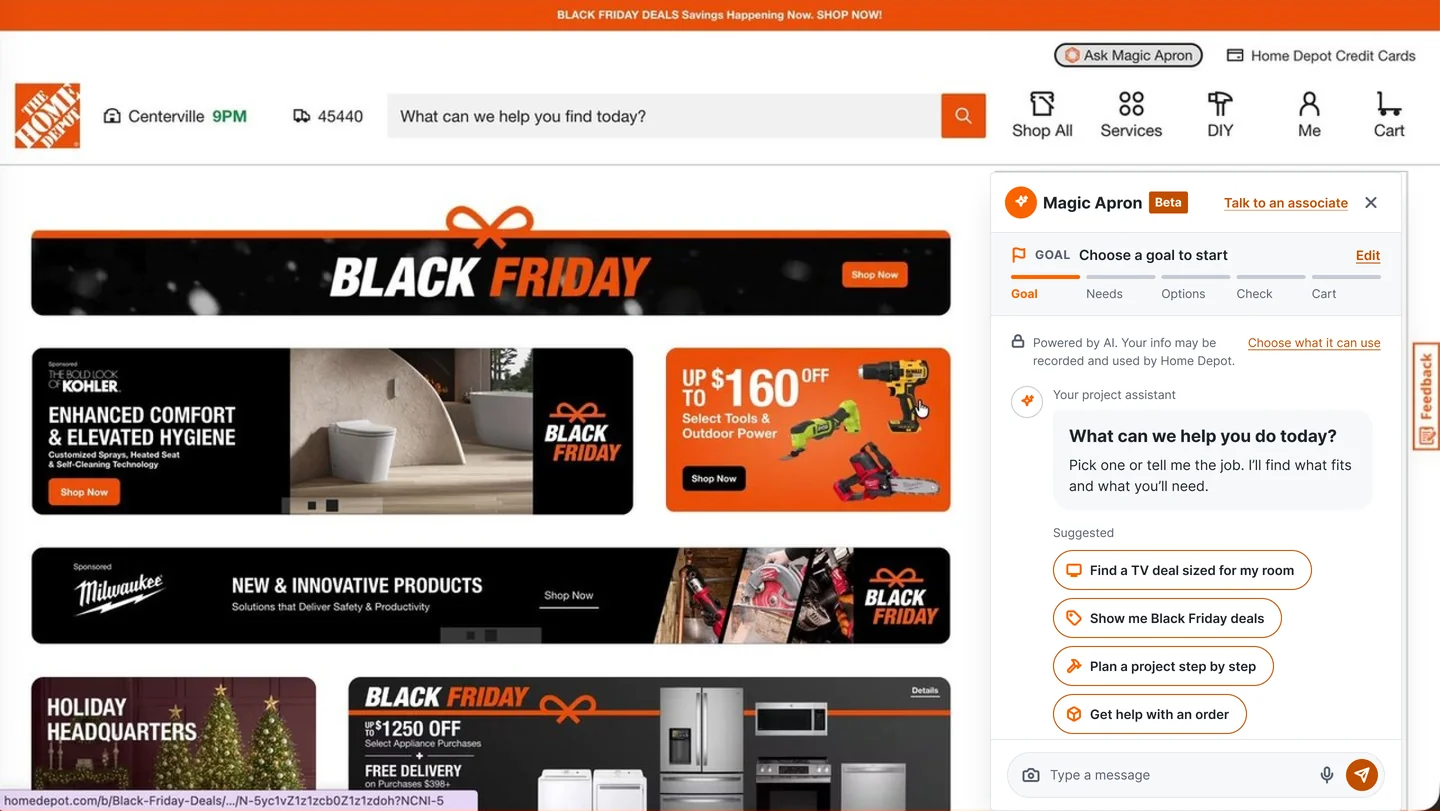 BLACK FRIDAY DEALS Savings Happening Now. SHOP NOW!
Ask Magic Apron
Home Depot Credit Cards
THE HOME DEPOT
Centerville 9PM
45440
What can we help you find today?
Shop All
Services
DIY
Me
Cart
BLACK FRIDAY
Shop Now
Sponsored
THE BOLD LOOK
OF KOHLER
ENHANCED COMFORT
& ELEVATED HYGIENE
Customized Sprays, Heated Seat
& Self-Cleaning Technology
Shop Now
BLACK
FRIDAY
UP TO $160 OFF
Select Tools &
Outdoor Power
Shop Now
Sponsored
Milwaukee
NEW & INNOVATIVE PRODUCTS
Solutions that Deliver Safety & Productivity
Shop Now
BLACK
FRIDAY
HOLIDAY
HEADQUARTERS
BLACK FRIDAY
Details
UP TO $1250 OFF
Select Appliance Purchases
+
FREE DELIVERY
on Purchases $398+
homedepot.com/b/Black-Friday-Deals/.../N-5yc1vZ1z1zcb0Z1z1zdoh?NCNI-5
Magic Apron Beta
Talk to an associate
GOAL Choose a goal to start
Edit
Goal
Needs
Options
Check
Cart
Powered by AI. Your info may be
recorded and used by Home Depot.
Choose what it can use
Your project assistant
What can we help you do today?
Pick one or tell me the job. I’ll find what fits
and what you’ll need.
Suggested
Find a TV deal sized for my room
Show me Black Friday deals
Plan a project step by step
Get help with an order
Type a message
Feedback